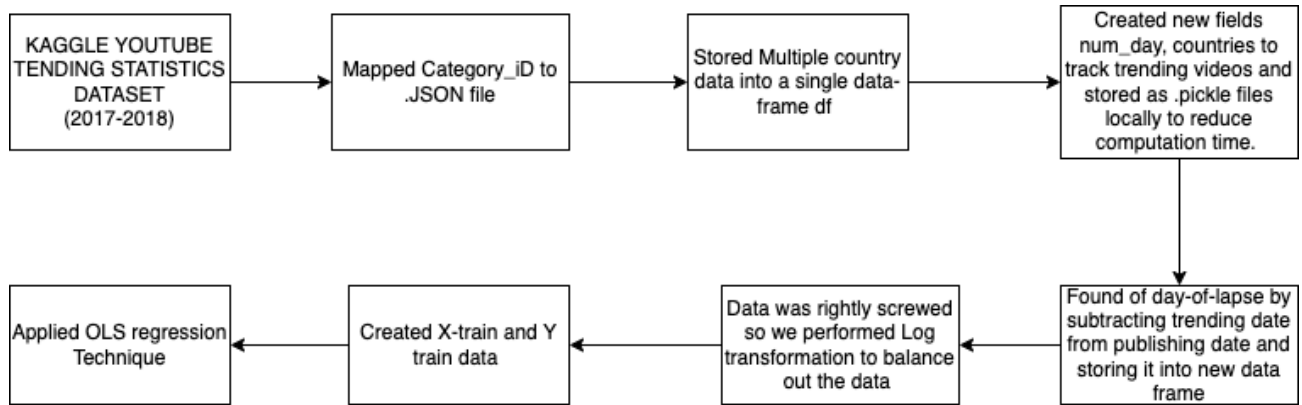 KAGGLE YOUTUBE
TENDING STATISTICS
DATASET
(2017-2018)
Mapped Category_iD to
.JSON file
Stored Multiple country
data into a single data-
frame df
Created new fields
num_day, countries to
track trending videos and
stored as .pickle files
locally to reduce
computation time.
Found of day-of-lapse by
subtracting trending date
from publishing date and
storing it into new data
frame
Data was rightly screwed
so we performed Log
transformation to balance
out the data
Created X-train and Y
train data
Applied OLS regression
Technique